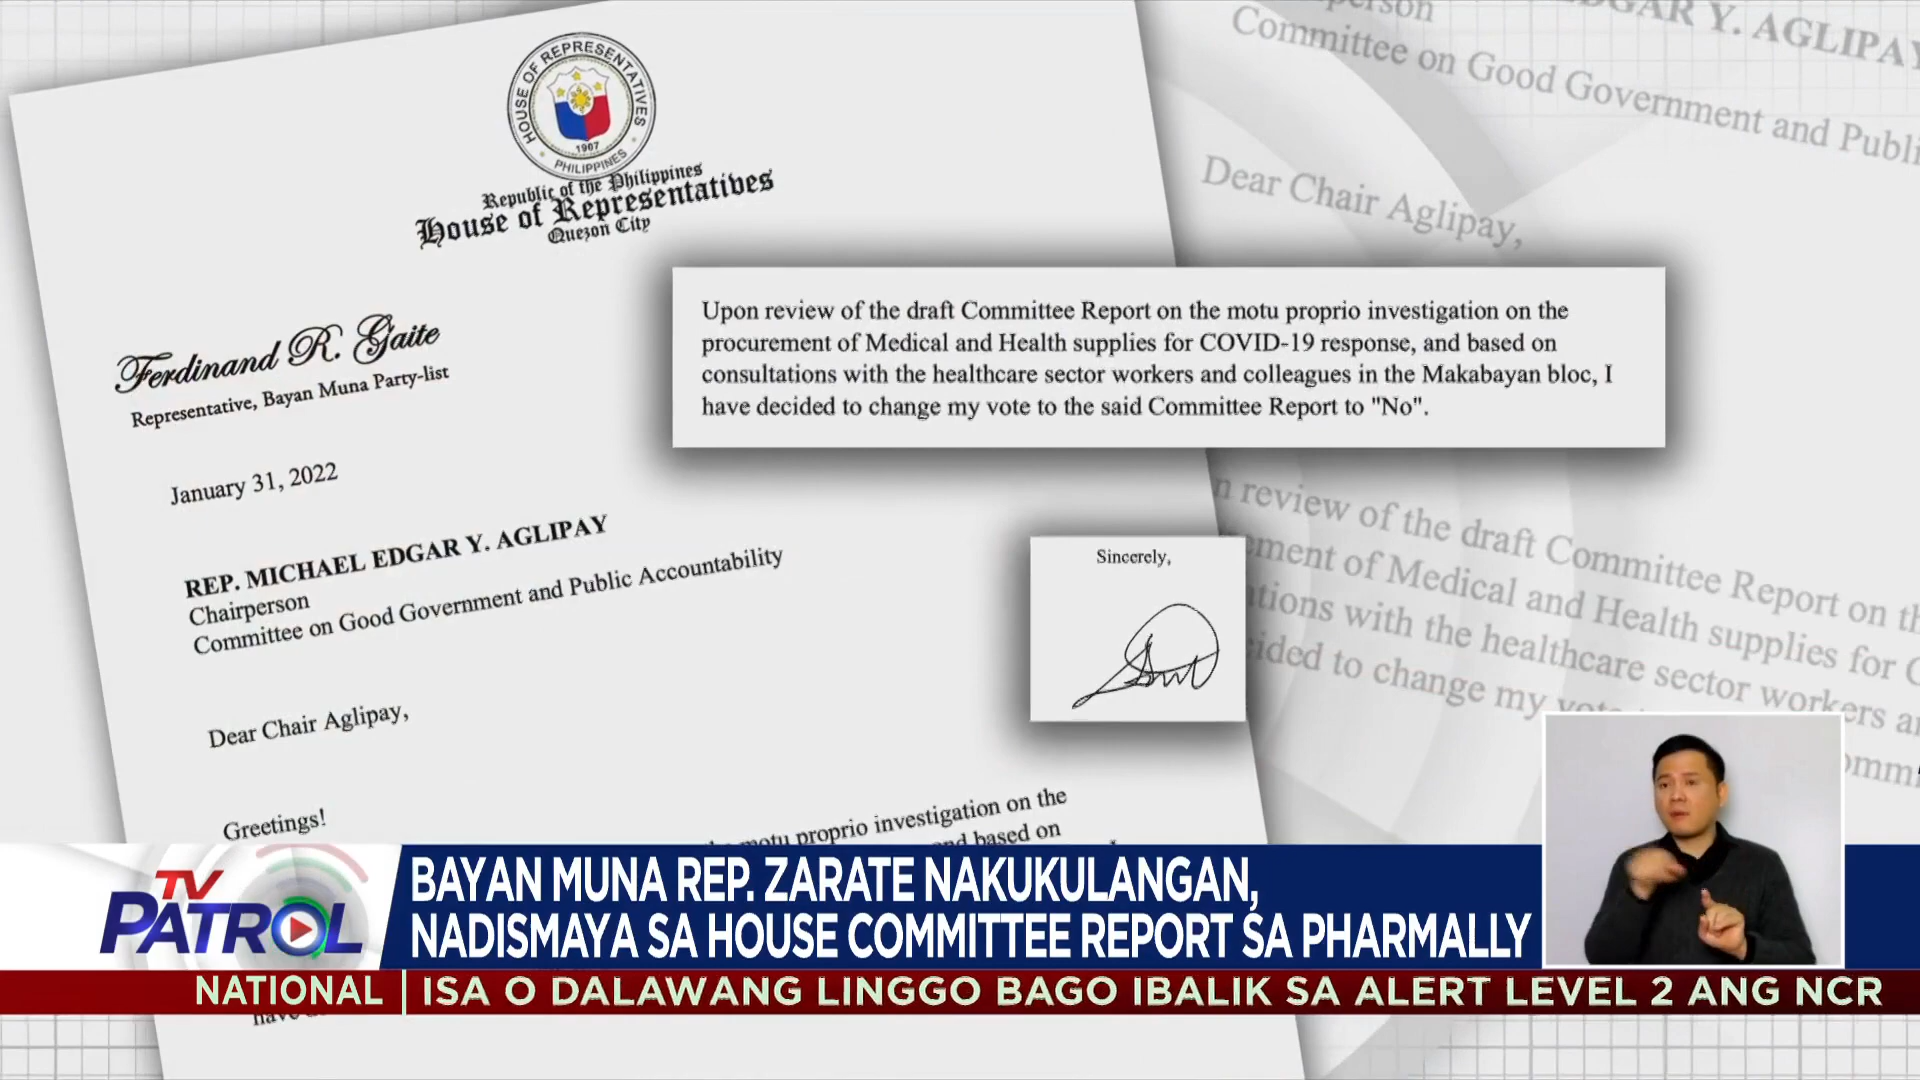 HOUSE OF REPRESENTATIVES
1907
PHILIPPINES
Republic of the Philippines
House of Representatives
Quezon City
Ferdinand R. Gaite
Representative, Bayan Muna Party-list
January 31, 2022
REP. MICHAEL EDGAR Y. AGLIPAY
Chairperson
Committee on Good Government and Public Accountability
Dear Chair Aglipay,
Greetings!
motu proprio investigation on the
and based on
have
Upon review of the draft Committee Report on the motu proprio investigation on the
procurement of Medical and Health supplies for COVID-19 response, and based on
consultations with the healthcare sector workers and colleagues in the Makabayan bloc, I
have decided to change my vote to the said Committee Report to "No".
Sincerely,
EDGAR Y. AGLIPAY
Committee on Good Government and
Dear Chair Aglipay,
review of the draft Committee Report on
of Medical and Health supplies for
with the healthcare sector workers
to change my
TV
PATROL
BAYAN MUNA REP. ZARATE NAKUKULANGAN,
NADISMAYA SA HOUSE COMMITTEE REPORT SA PHARMALLY
NATIONAL | ISA O DALAWANG LINGGO BAGO IBALIK SA ALERT LEVEL 2 ANG NCR